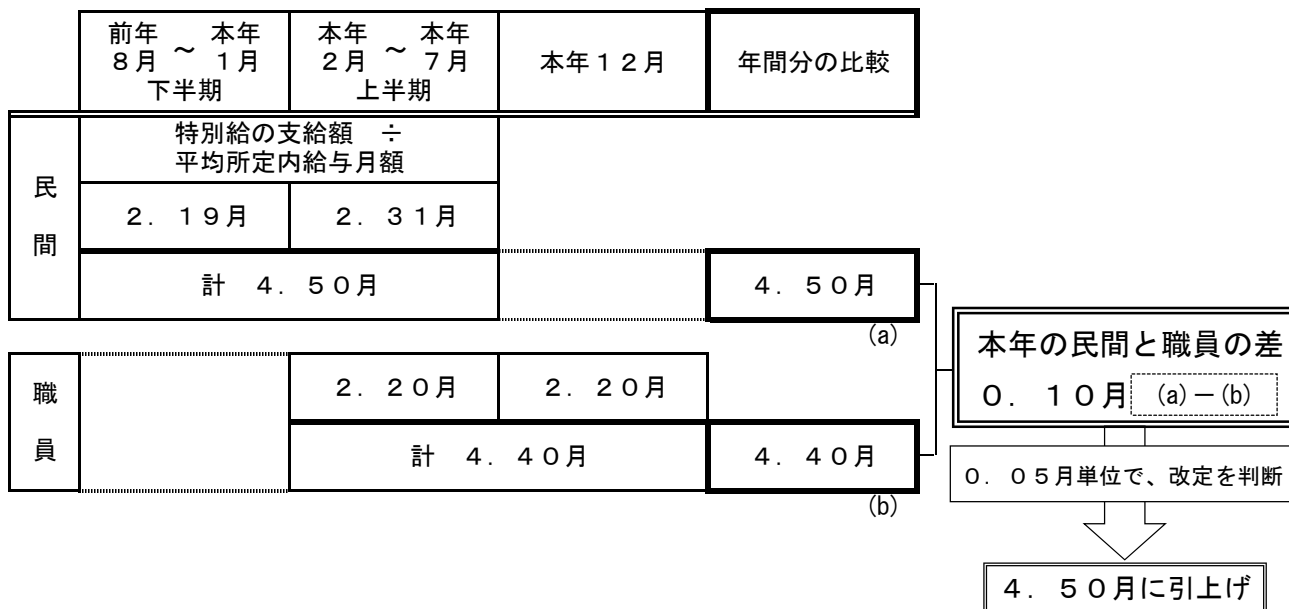 前年　本年
８月 ～ １月
下半期
本年　本年
２月 ～ ７月
上半期
本年１２月
年間分の比較
民間
特別給の支給額　÷
平均所定内給与月額
２．１９月
２．３１月
計　４．５０月
４．５０月
(a)
職員
２．２０月
２．２０月
計　４．４０月
４．４０月
(b)
本年の民間と職員の差
０．１０月 (a)－(b)
０．０５月単位で、改定を判断
４．５０月に引上げ